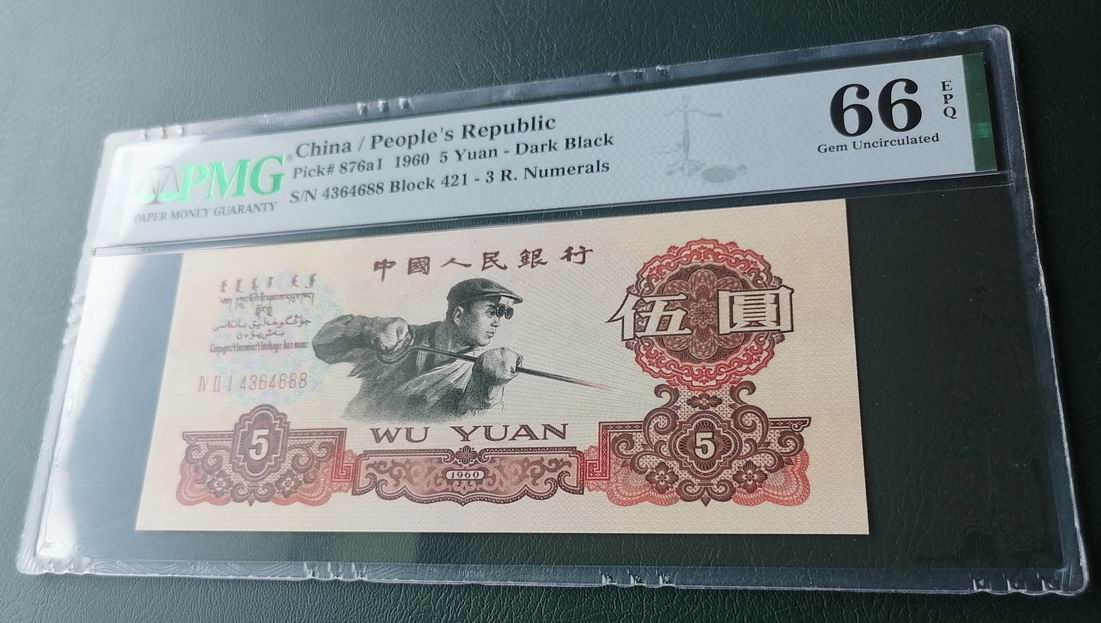 China / People's Republic
Pick# 876a1 1960 5 Yuan - Dark Black
S/N 4364688 Block 421 - 3 R. Numerals
PMG
PAPER MONEY GUARANTY
66
EPQ
Gem Uncirculated
中國人民銀行
伍圓
ⅣⅡⅠ4364688
5
WU YUAN
1960
5